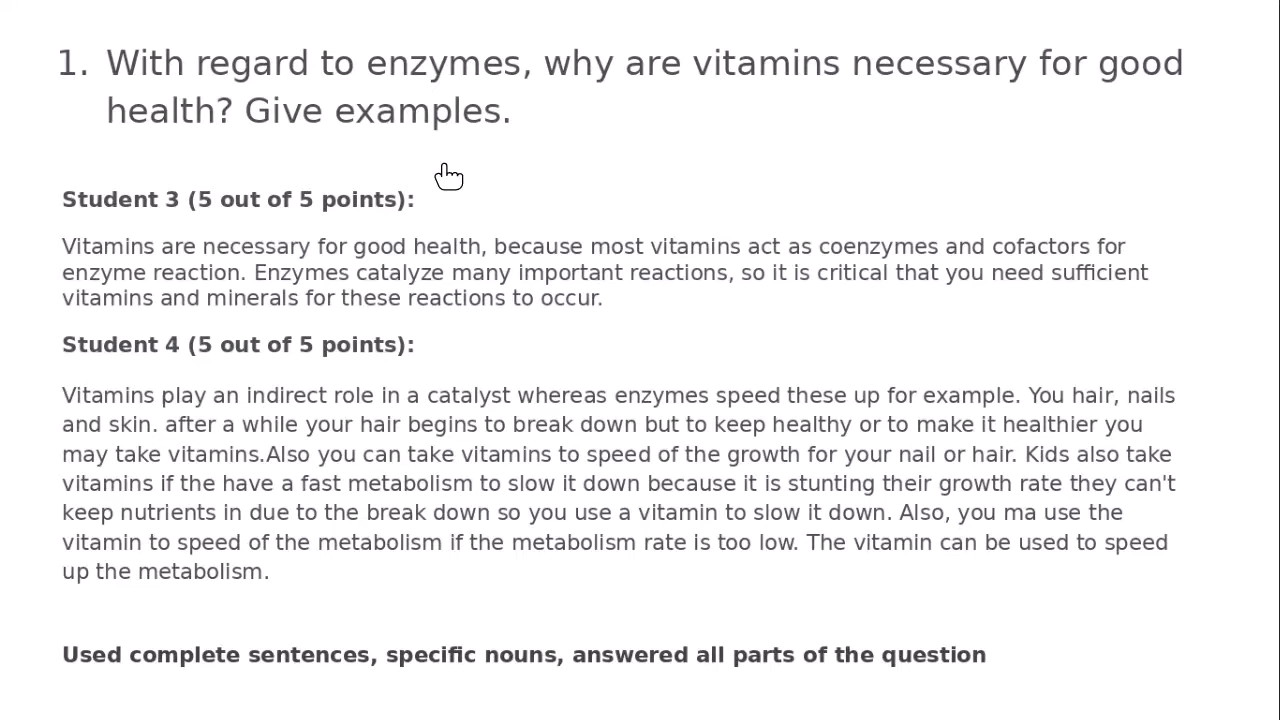 1. With regard to enzymes, why are vitamins necessary for good
health? Give examples.
Student 3 (5 out of 5 points):
Vitamins are necessary for good health, because most vitamins act as coenzymes and cofactors for
enzyme reaction. Enzymes catalyze many important reactions, so it is critical that you need sufficient
vitamins and minerals for these reactions to occur.
Student 4 (5 out of 5 points):
Vitamins play an indirect role in a catalyst whereas enzymes speed these up for example. You hair, nails
and skin. after a while your hair begins to break down but to keep healthy or to make it healthier you
may take vitamins.Also you can take vitamins to speed of the growth for your nail or hair. Kids also take
vitamins if the have a fast metabolism to slow it down because it is stunting their growth rate they can't
keep nutrients in due to the break down so you use a vitamin to slow it down. Also, you ma use the
vitamin to speed of the metabolism if the metabolism rate is too low. The vitamin can be used to speed
up the metabolism.
Used complete sentences, specific nouns, answered all parts of the question